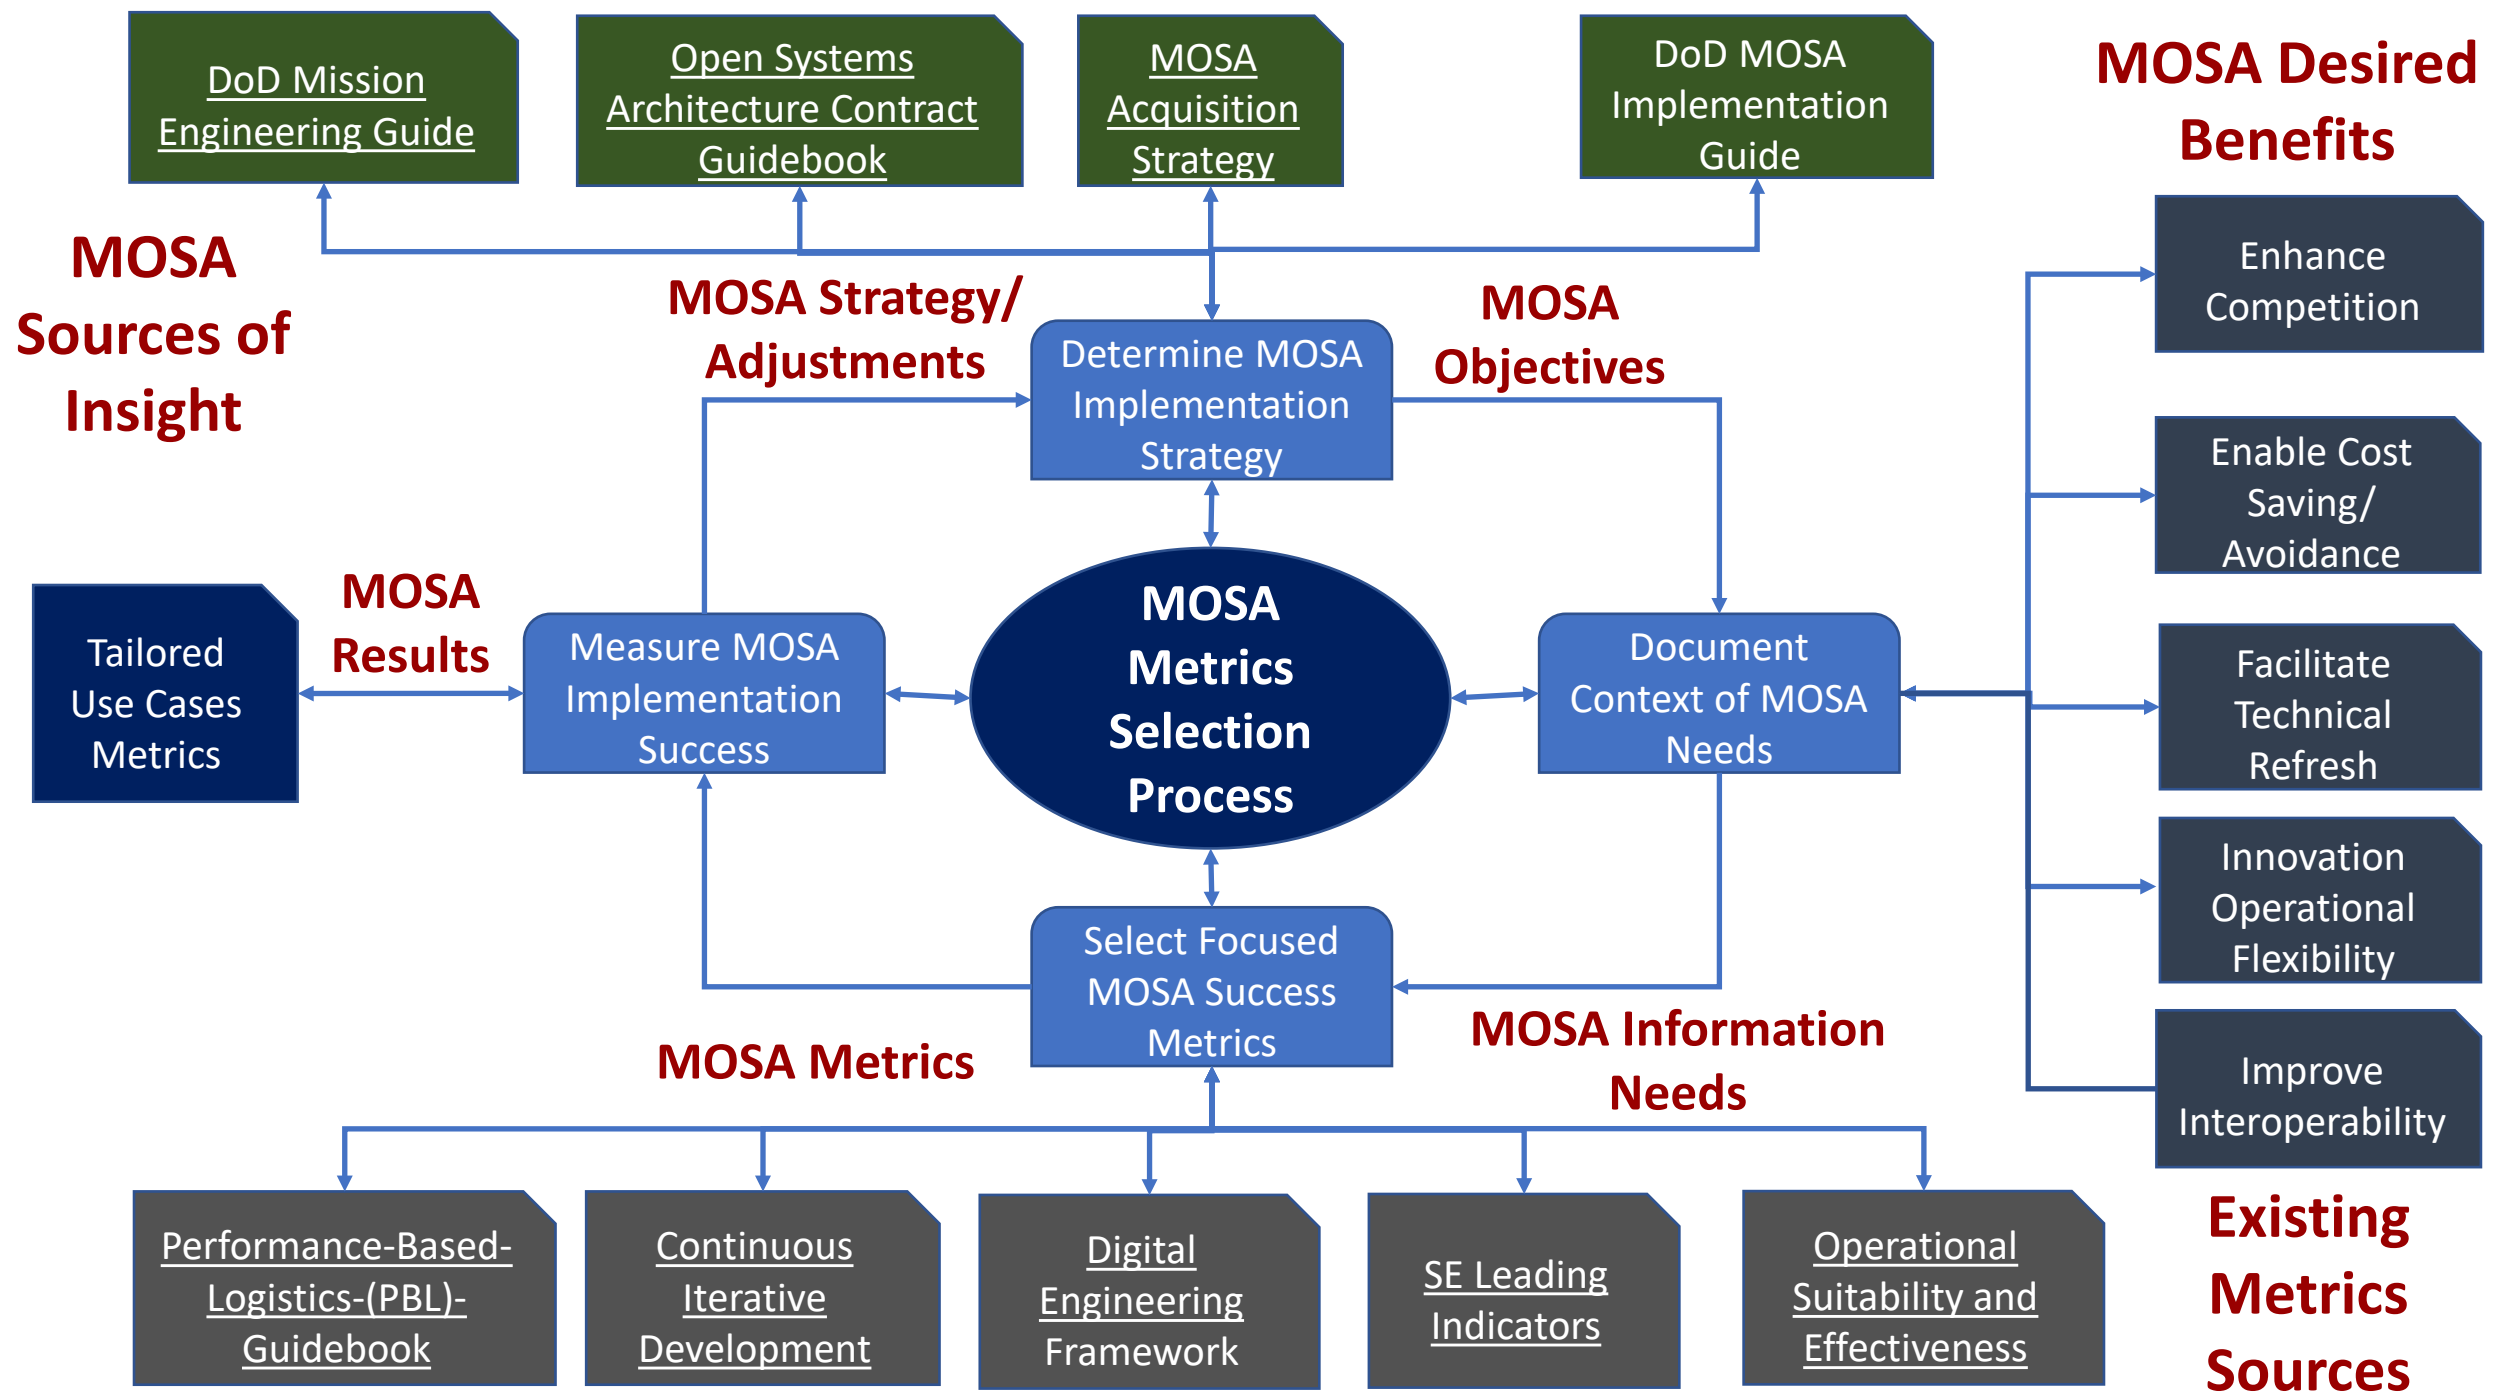 DoD Mission
Engineering Guide
Open Systems
Architecture Contract
Guidebook
MOSA
Acquisition
Strategy
DoD MOSA
Implementation
Guide
MOSA Desired
Benefits
MOSA
Sources of
Insight
MOSA Strategy/
Adjustments
Determine MOSA
Implementation
Strategy
MOSA
Objectives
Enhance
Competition
Enable Cost
Saving/
Avoidance
Tailored
Use Cases
Metrics
MOSA
Results
Measure MOSA
Implementation
Success
MOSA
Metrics
Selection
Process
Document
Context of MOSA
Needs
Facilitate
Technical
Refresh
Innovation
Operational
Flexibility
Select Focused
MOSA Success
Metrics
MOSA Metrics
MOSA Information
Needs
Improve
Interoperability
Performance-Based-
Logistics-(PBL)-
Guidebook
Continuous
Iterative
Development
Digital
Engineering
Framework
SE Leading
Indicators
Operational
Suitability and
Effectiveness
Existing
Metrics
Sources